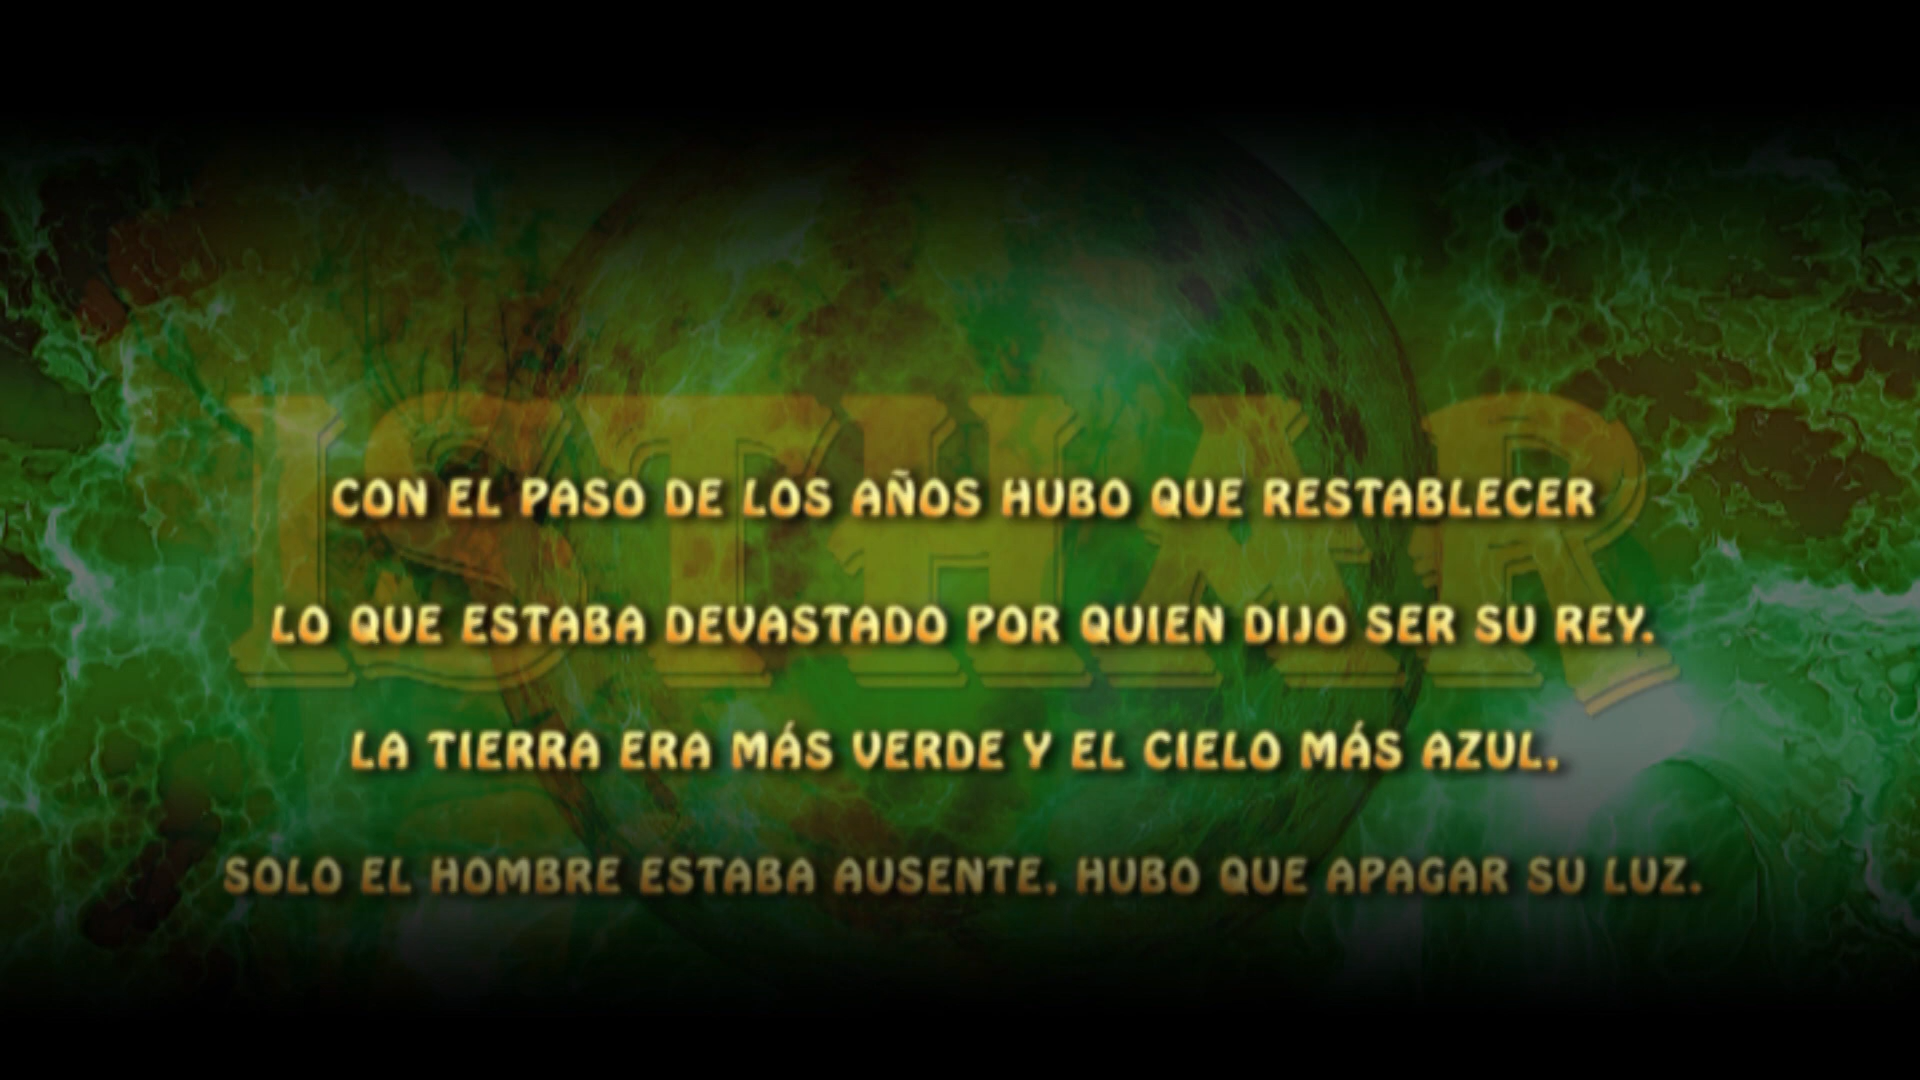 ISTHAR
CON EL PASO DE LOS AÑOS HUBO QUE RESTABLECER
LO QUE ESTABA DEVASTADO POR QUIEN DIJO SER SU REY.
LA TIERRA ERA MÁS VERDE Y EL CIELO MÁS AZUL,
SOLO EL HOMBRE ESTABA AUSENTE. HUBO QUE APAGAR SU LUZ.